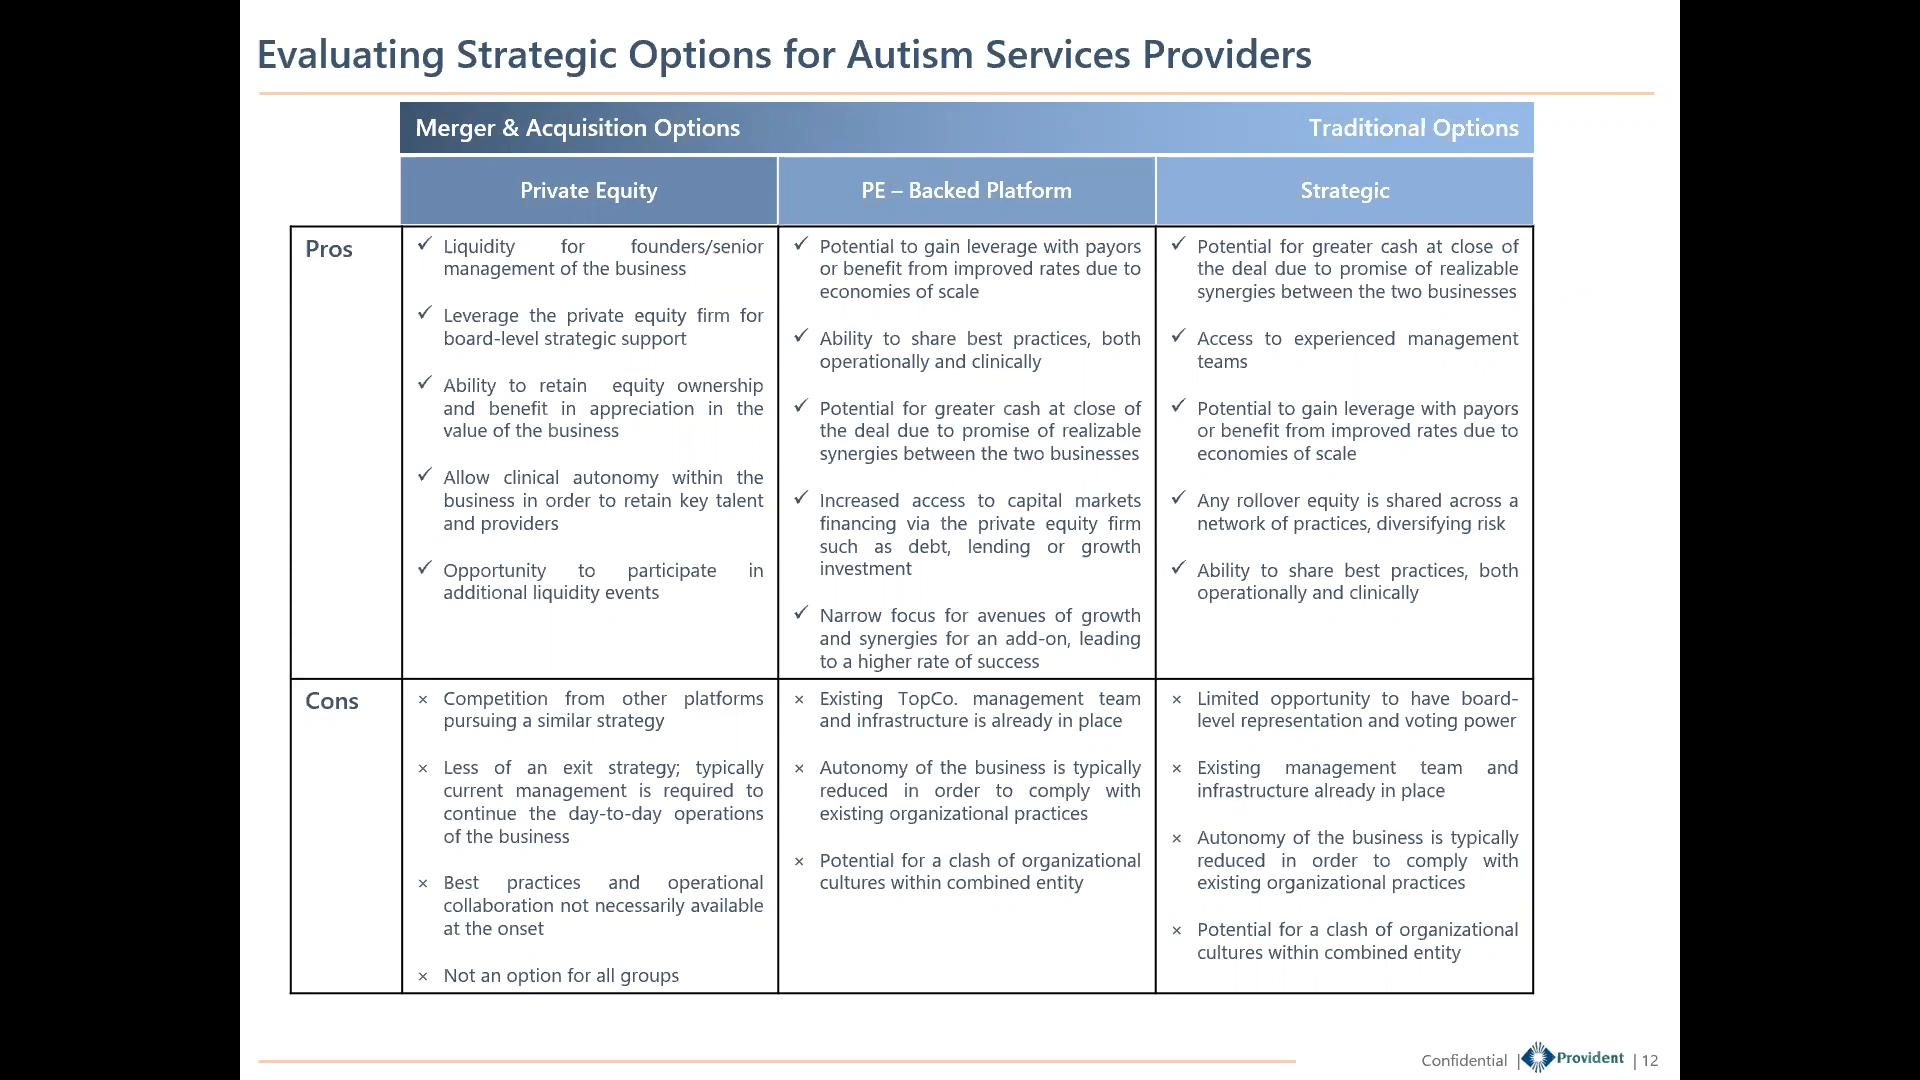 Evaluating Strategic Options for Autism Services Providers
Merger & Acquisition Options
Traditional Options
Private Equity
PE – Backed Platform
Strategic
Pros
✓ Liquidity for founders/senior
management of the business
✓ Leverage the private equity firm for
board-level strategic support
✓ Ability to retain equity ownership
and benefit in appreciation in the
value of the business
✓ Allow clinical autonomy within the
business in order to retain key talent
and providers
✓ Opportunity to participate in
additional liquidity events
✓ Potential to gain leverage with payors
or benefit from improved rates due to
economies of scale
✓ Ability to share best practices, both
operationally and clinically
✓ Potential for greater cash at close of
the deal due to promise of realizable
synergies between the two businesses
✓ Increased access to capital markets
financing via the private equity firm
such as debt, lending or growth
investment
✓ Narrow focus for avenues of growth
and synergies for an add-on, leading
to a higher rate of success
✓ Potential for greater cash at close of
the deal due to promise of realizable
synergies between the two businesses
✓ Access to experienced management
teams
✓ Potential to gain leverage with payors
or benefit from improved rates due to
economies of scale
✓ Any rollover equity is shared across a
network of practices, diversifying risk
✓ Ability to share best practices, both
operationally and clinically
Cons
× Competition from other platforms
pursuing a similar strategy
× Less of an exit strategy; typically
current management is required to
continue the day-to-day operations
of the business
× Best practices and operational
collaboration not necessarily available
at the onset
× Not an option for all groups
× Existing TopCo. management team
and infrastructure is already in place
× Autonomy of the business is typically
reduced in order to comply with
existing organizational practices
× Potential for a clash of organizational
cultures within combined entity
× Limited opportunity to have board-
level representation and voting power
× Existing management team and
infrastructure already in place
× Autonomy of the business is typically
reduced in order to comply with
existing organizational practices
× Potential for a clash of organizational
cultures within combined entity
Confidential | Provident | 12